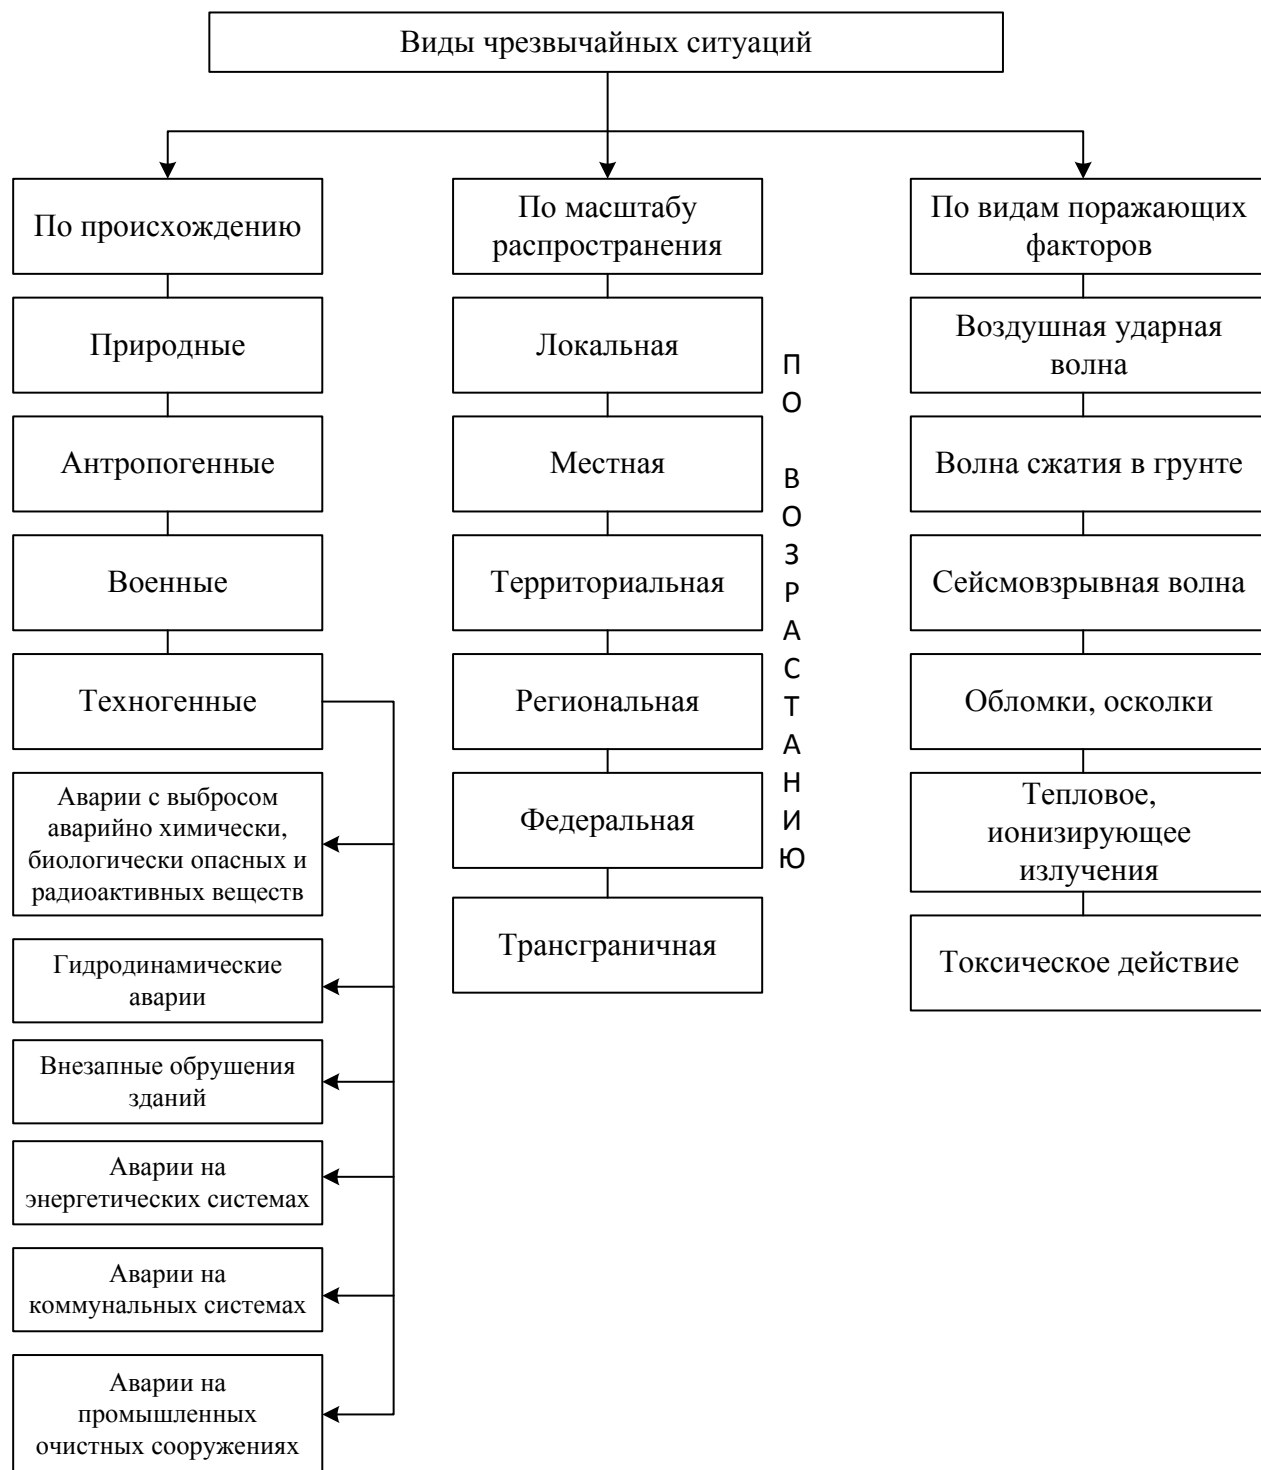 Виды чрезвычайных ситуаций
По происхождению
Природные
Антропогенные
Военные
Техногенные
Аварии с выбросом
аварийно химически,
биологически опасных и
радиоактивных веществ
Гидродинамические
аварии
Внезапные обрушения
зданий
Аварии на
энергетических системах
Аварии на
коммунальных системах
Аварии на
промышленных
очистных сооружениях
По масштабу
распространения
Локальная
Местная
Территориальная
Региональная
Федеральная
Трансграничная
ПО ВОЗРАСТАНИЮ
По видам поражающих
факторов
Воздушная ударная
волна
Волна сжатия в грунте
Сейсмовзрывная волна
Обломки, осколки
Тепловое,
ионизирующее
излучения
Токсическое действие